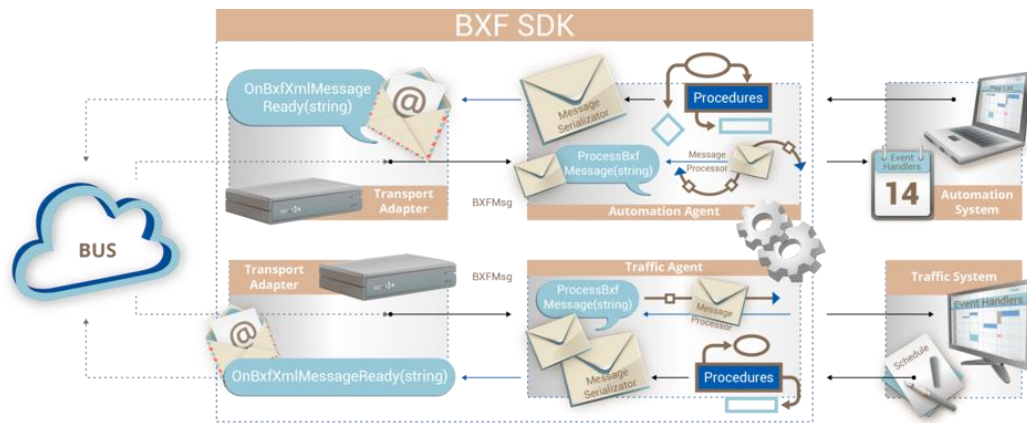 BXF SDK
OnBxfXmlMessage
Ready(string)
@
Message
Serializator
Procedures
Play List
ProcessBxf
Message(string)
Message
Processor
Event
Handlers
14
Transport
Adapter
BXFMsg
Automation Agent
Automation
System
BUS
Transport
Adapter
BXFMsg
Traffic Agent
Traffic System
ProcessBxf
Message(string)
Message
Processor
Event Handlers
@
Schedule
OnBxfXmlMessageReady(string)
Message
Serializator
Procedures